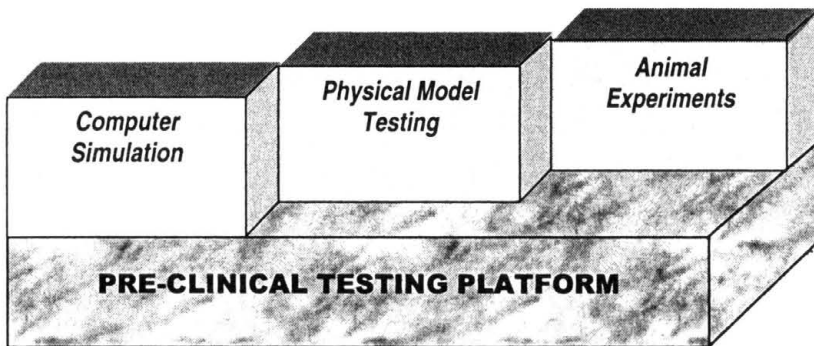 Computer
Simulation
Physical Model
Testing
Animal
Experiments
PRE-CLINICAL TESTING PLATFORM